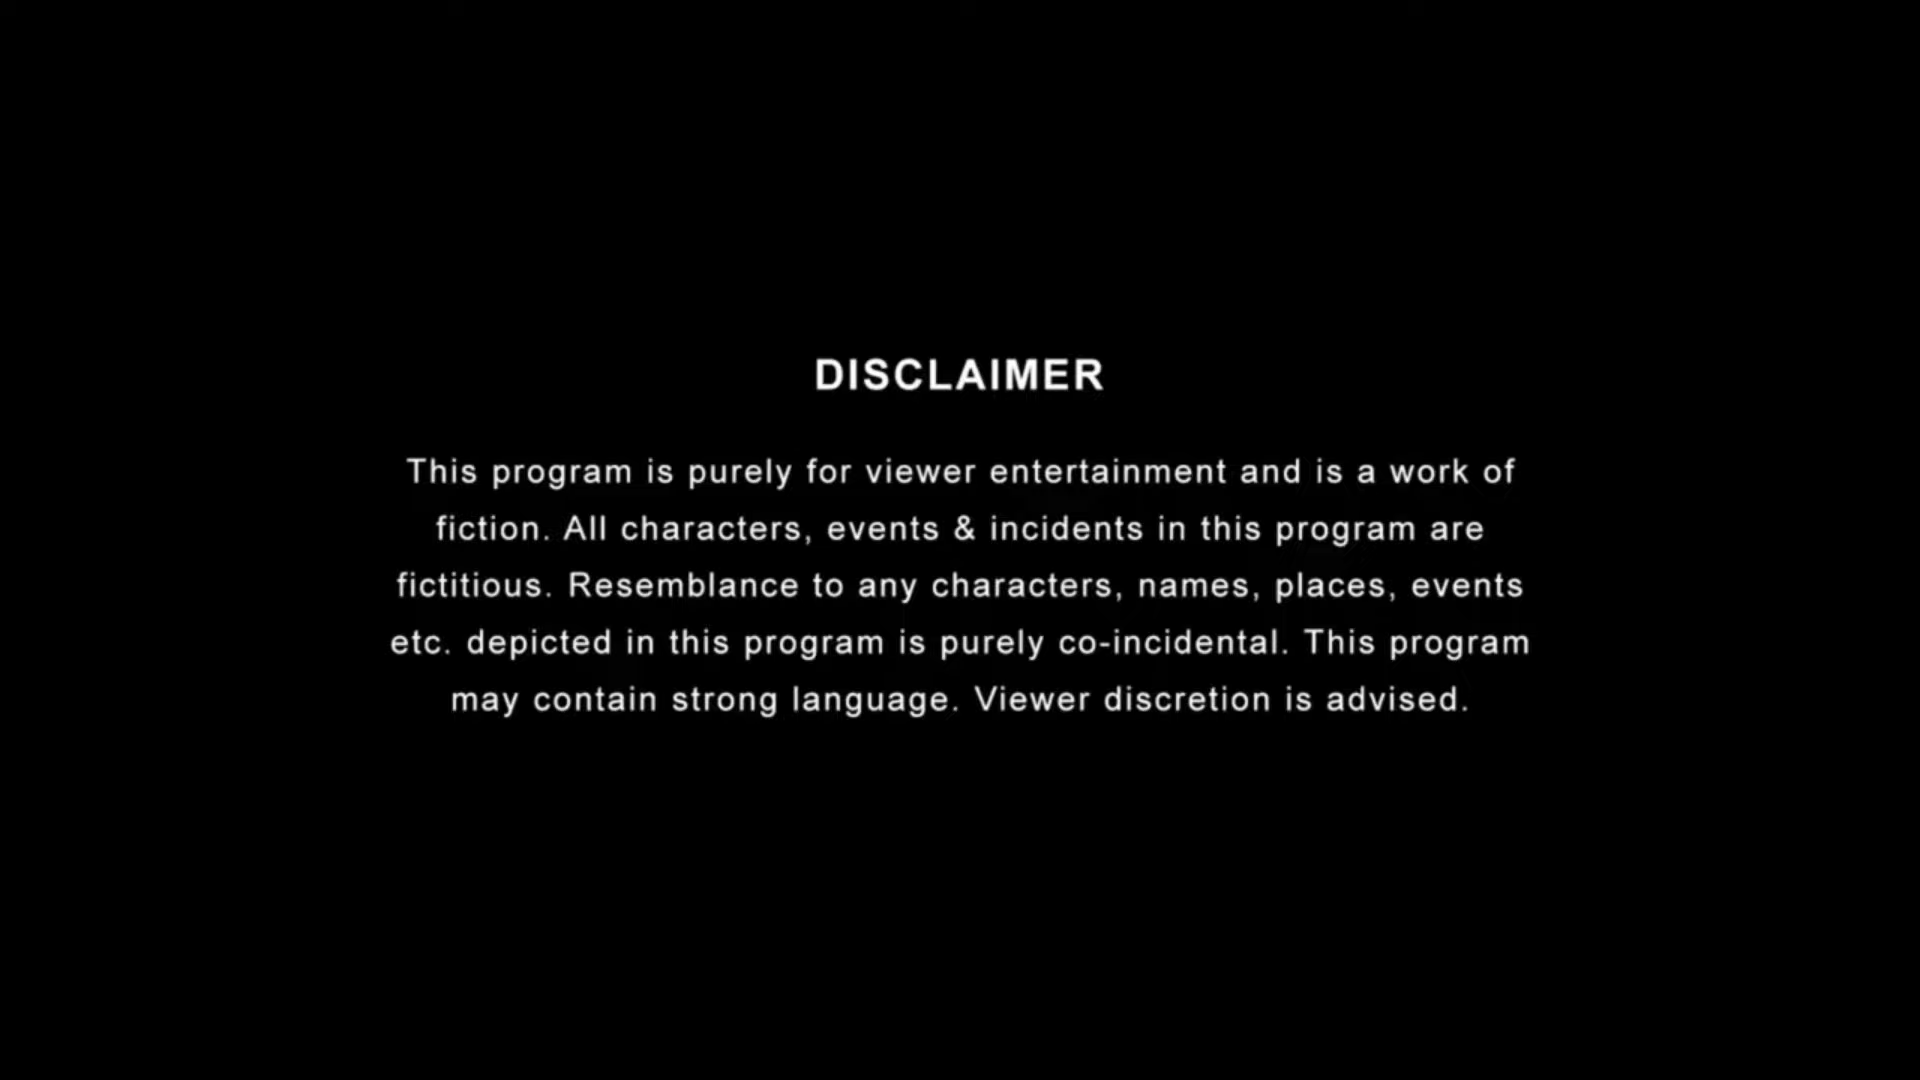 DISCLAIMER
This program is purely for viewer entertainment and is a work of
fiction. All characters, events & incidents in this program are
fictitious. Resemblance to any characters, names, places, events
etc. depicted in this program is purely co-incidental. This program
may contain strong language. Viewer discretion is advised.